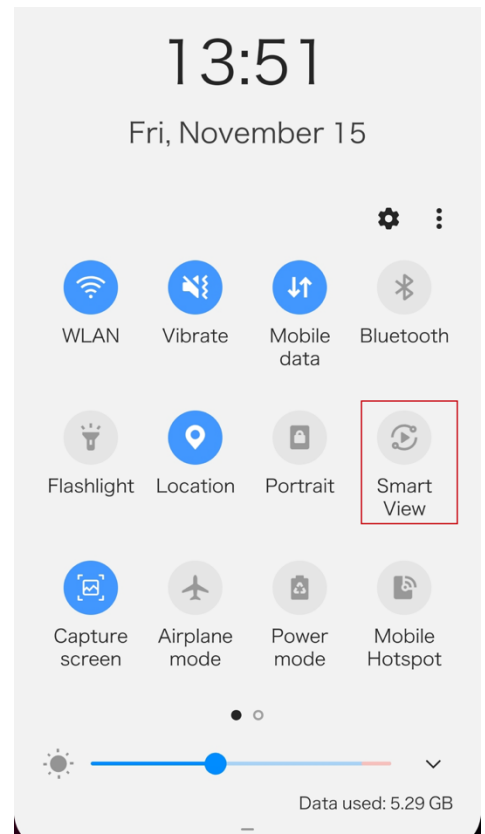 13:51
Fri, November 15
WLAN Vibrate Mobile Bluetooth
data
Flashlight Location Portrait Smart
View
Capture Airplane Power Mobile
screen mode mode Hotspot
Data used: 5.29 GB